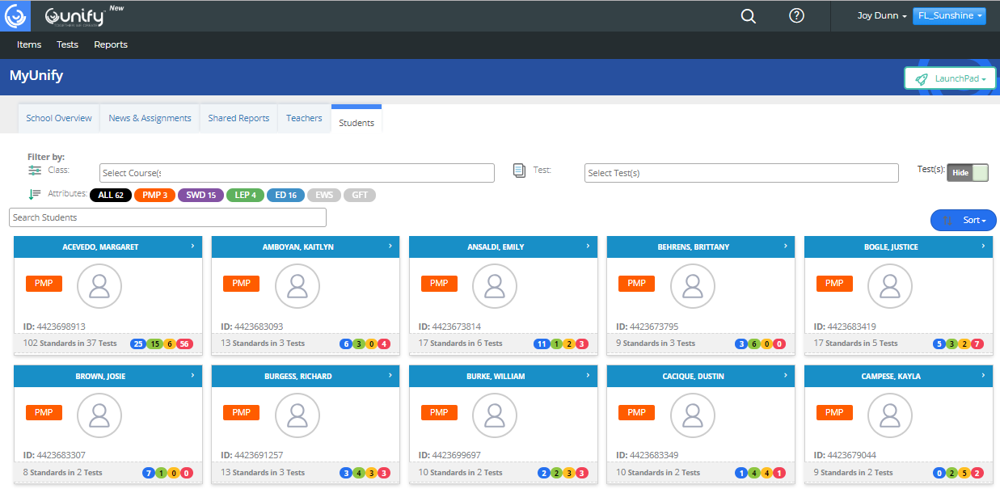 unify New
TOGETHER WE CREATE
Joy Dunn FL_Sunshine
Items Tests Reports
MyUnify
LaunchPad
School Overview News & Assignments Shared Reports Teachers Students
Filter by:
Class: Select Course(s Test: Select Test(s) Test(s): Hide
Attributes: ALL 62 PMP 3 SWD 15 LEP 4 ED 16 EWS GFT
Search Students
Sort
ACEVEDO, MARGARET
PMP
ID: 4423698913
102 Standards in 37 Tests 25 15 6 56
AMBOYAN, KAITLYN
PMP
ID: 4423683093
13 Standards in 3 Tests 6 3 0 4
ANSALDI, EMILY
PMP
ID: 4423673814
17 Standards in 6 Tests 11 1 2 3
BEHRENS, BRITTANY
PMP
ID: 4423673795
9 Standards in 3 Tests 3 6 0 0
BOGLE, JUSTICE
PMP
ID: 4423683419
17 Standards in 5 Tests 5 3 2 7
BROWN, JOSIE
PMP
ID: 4423683307
8 Standards in 2 Tests 7 1 0 0
BURGESS, RICHARD
PMP
ID: 4423691257
13 Standards in 3 Tests 3 4 3 3
BURKE, WILLIAM
PMP
ID: 4423699697
10 Standards in 2 Tests 2 2 3 3
CACIQUE, DUSTIN
PMP
ID: 4423683349
10 Standards in 2 Tests 1 4 4 1
CAMPESE, KAYLA
PMP
ID: 4423679044
9 Standards in 2 Tests 0 2 5 2